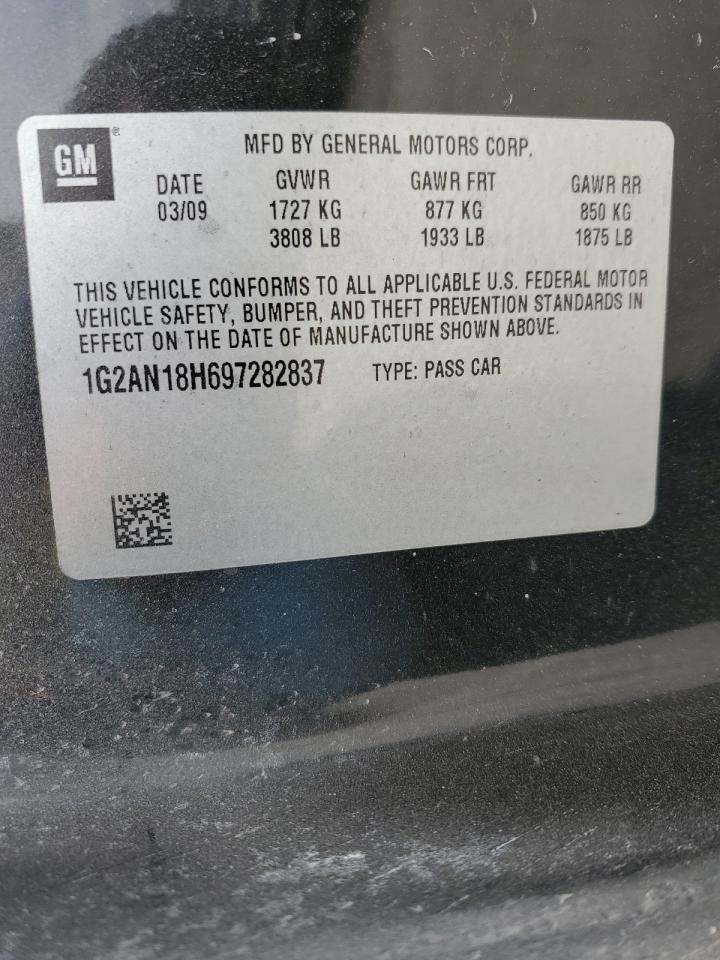 GM®
MFD BY GENERAL MOTORS CORP.
DATE GVWR GAWR FRT GAWR RR
03/09 1727 KG 877 KG 850 KG
3808 LB 1933 LB 1875 LB
THIS VEHICLE CONFORMS TO ALL APPLICABLE U.S. FEDERAL MOTOR
VEHICLE SAFETY, BUMPER, AND THEFT PREVENTION STANDARDS IN
EFFECT ON THE DATE OF MANUFACTURE SHOWN ABOVE.
1G2AN18H697282837 TYPE: PASS CAR